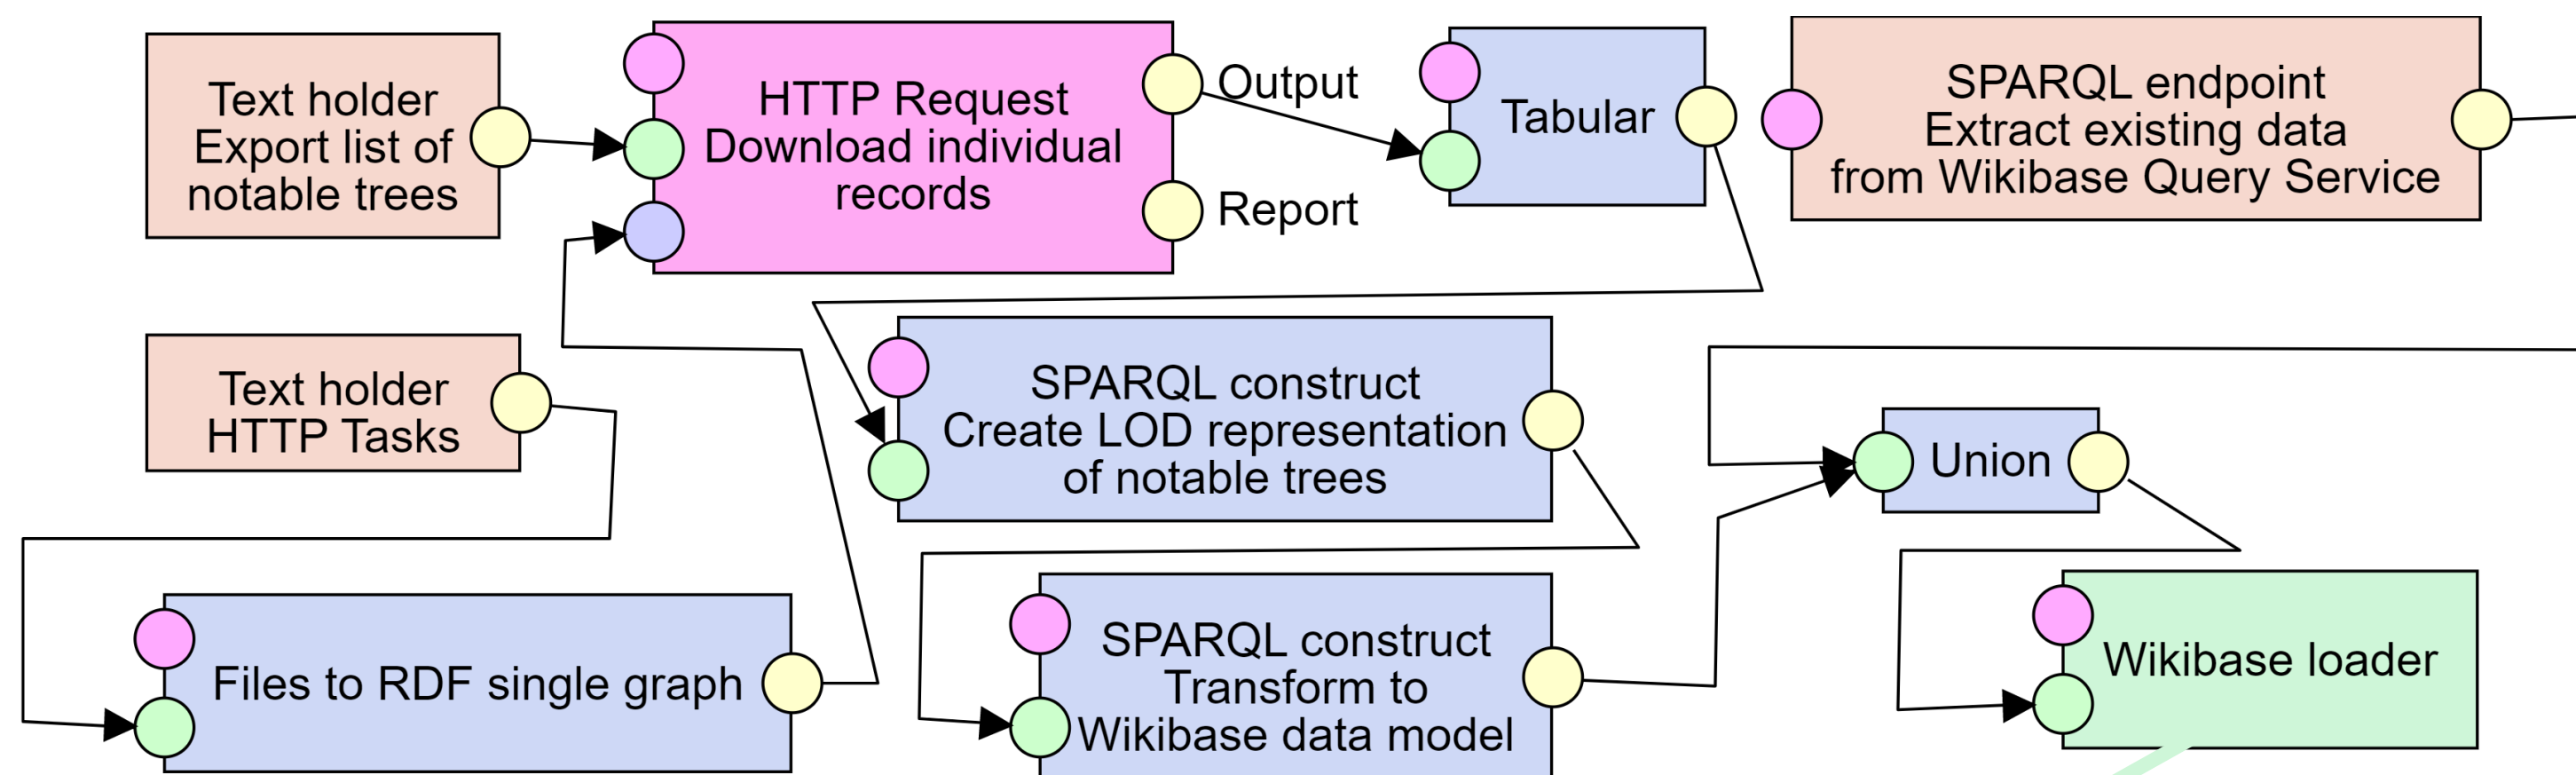 Text holder
Export list of
notable trees
HTTP Request
Download individual
records
Output
Report
Tabular
SPARQL endpoint
Extract existing data
from Wikibase Query Service
Text holder
HTTP Tasks
SPARQL construct
Create LOD representation
of notable trees
Union
Files to RDF single graph
SPARQL construct
Transform to
Wikibase data model
Wikibase loader